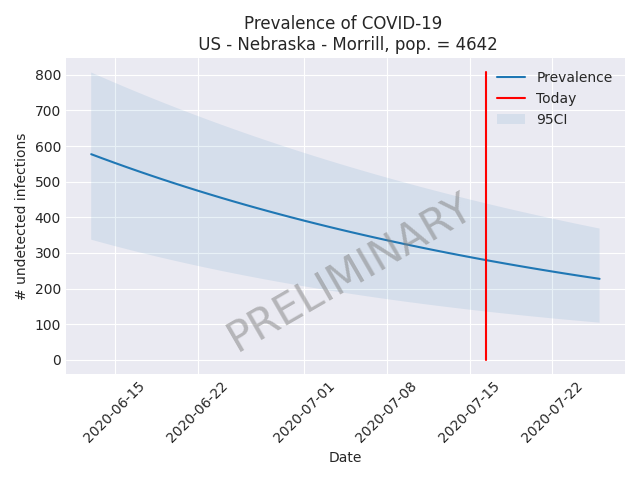 Prevalence of COVID-19
US - Nebraska - Morrill, pop. = 4642
# undetected infections
800
700
600
500
400
300
200
100
0
Prevalence
Today
95CI
PRELIMINARY
2020-06-15
2020-06-22
2020-07-01
2020-07-08
2020-07-15
2020-07-22
Date